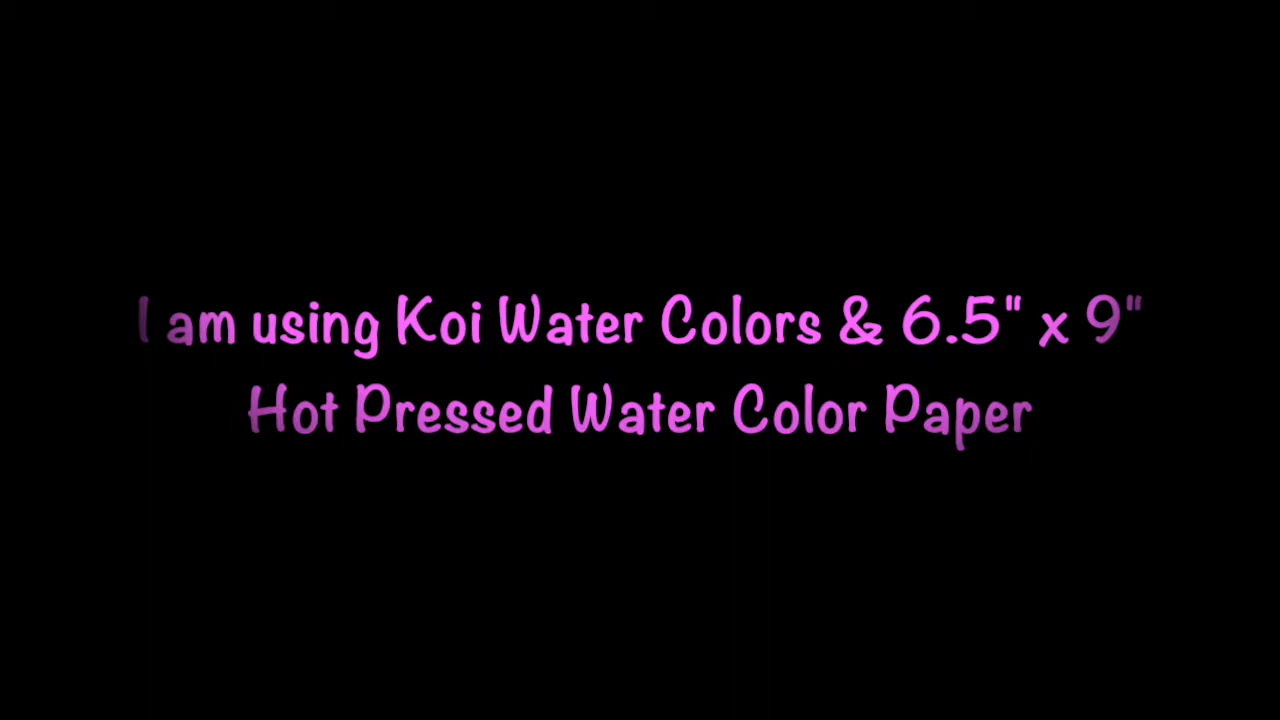 I am using Koi Water Colors & 6.5" x 9"
Hot Pressed Water Color Paper